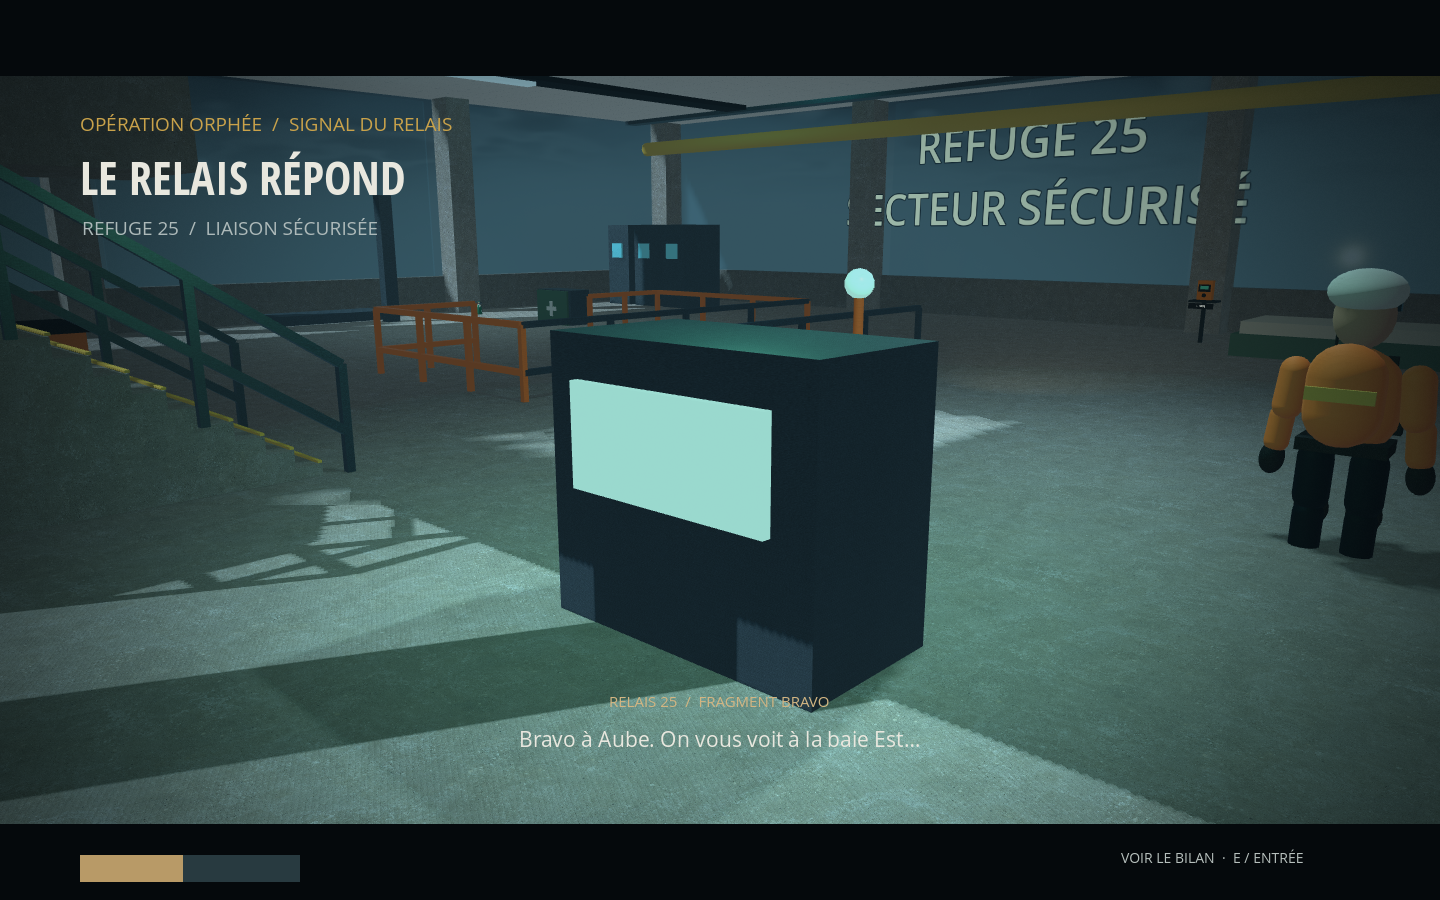 OPÉRATION ORPHÉE / SIGNAL DU RELAIS
LE RELAIS RÉPOND
REFUGE 25 / LIAISON SÉCURISÉE
REFUGE 25
ECTEUR SÉCURISÉ
RELAIS 25 / FRAGMENT BRAVO
Bravo à Aube. On vous voit à la baie Est...
VOIR LE BILAN · E / ENTRÉE